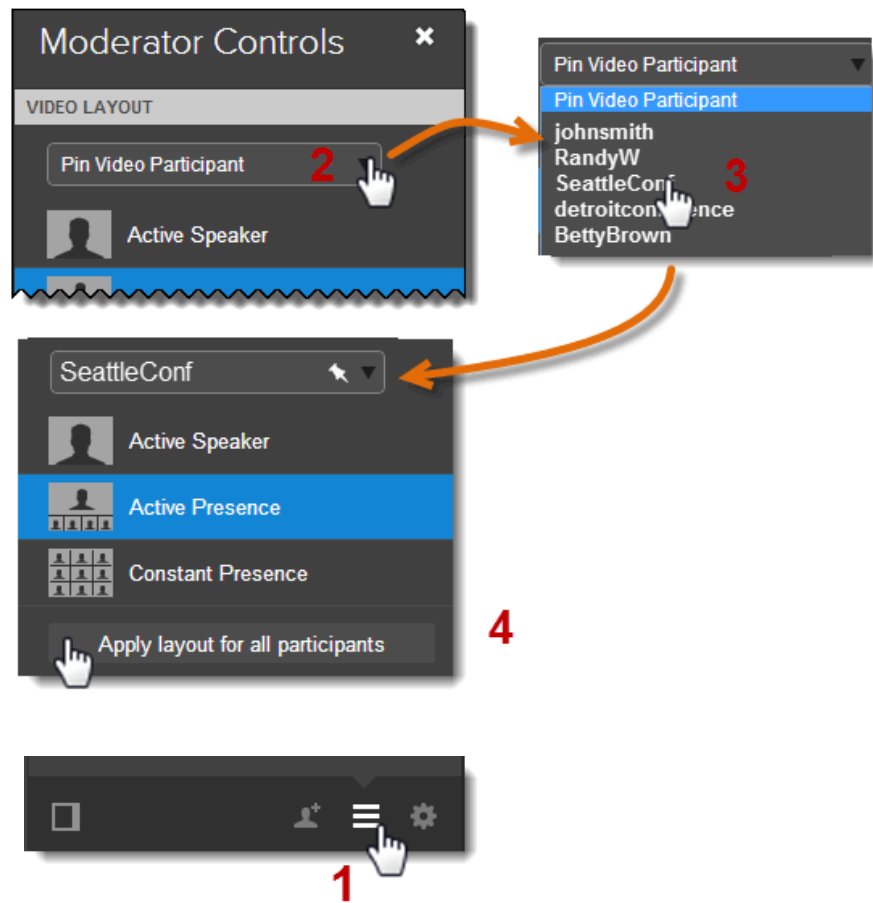 Moderator Controls
VIDEO LAYOUT
Pin Video Participant
2
Active Speaker
Pin Video Participant
Pin Video Participant
johnsmith
RandyW
SeattleConf
3
detroitconference
BettyBrown
SeattleConf
Active Speaker
Active Presence
Constant Presence
Apply layout for all participants
4
1